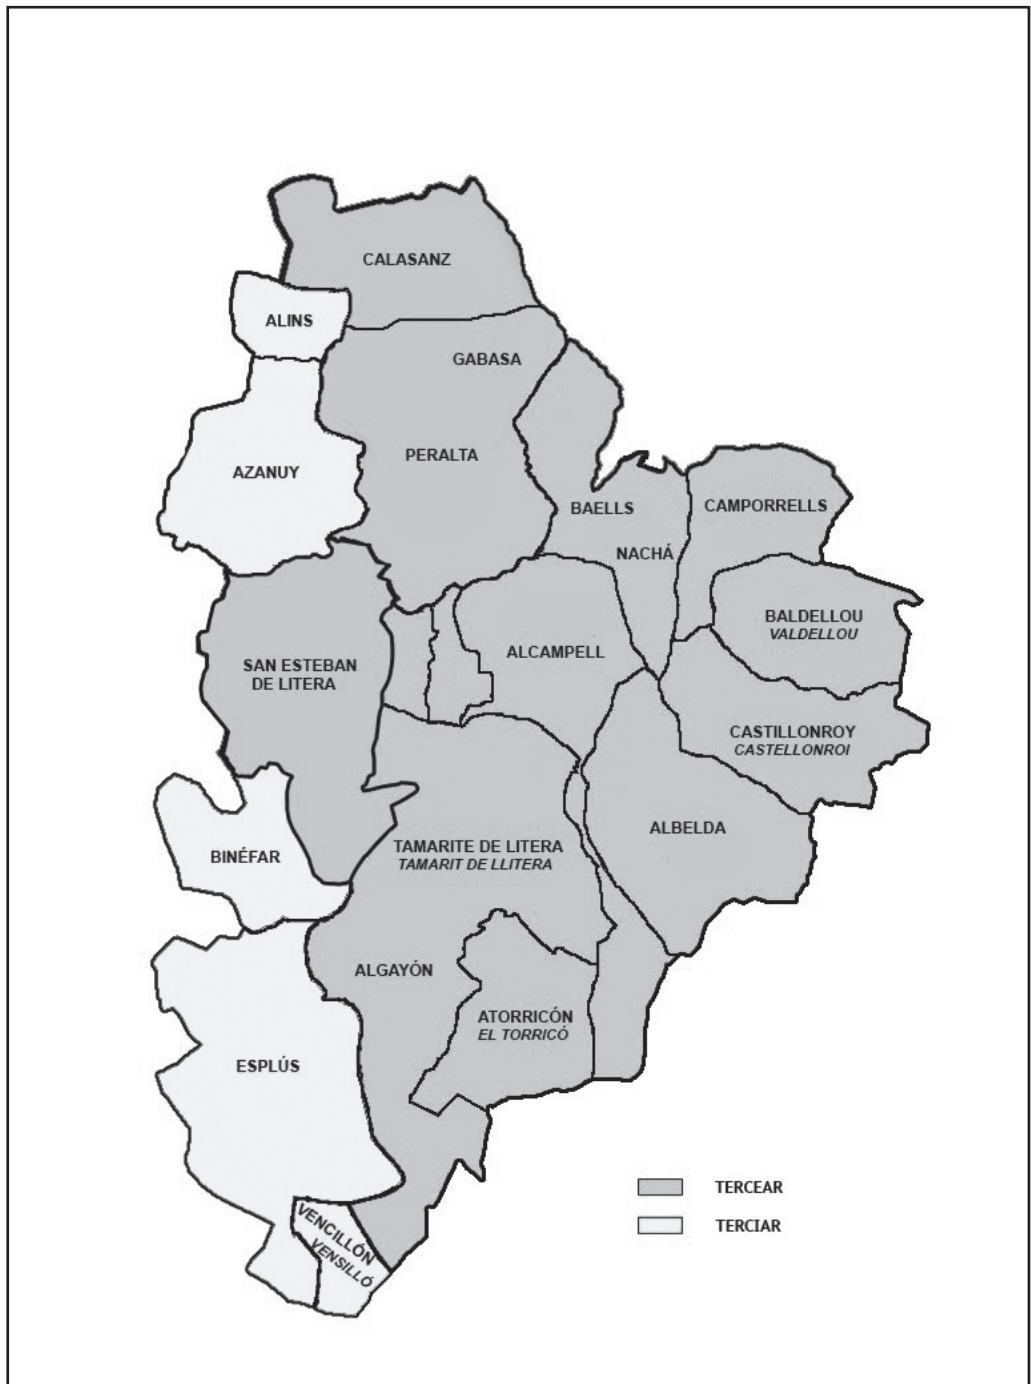 CALASANZ
ALINS
GABASA
PERALTA
AZANUY
BAELLS
CAMPORRELLS
NACHÁ
BALDELLOU
VALDELLOU
ALCAMPELL
SAN ESTEBAN
DE LITERA
CASTILLONROY
CASTELLONROI
ALBELDA
TAMARITE DE LITERA
TAMARIT DE LLITERA
BINÉFAR
ALGAYÓN
ATORRICÓN
EL TORRICÓ
ESPLÚS
VENCILLÓN
VENSILLÓ
TERCEAR
TERCIAR